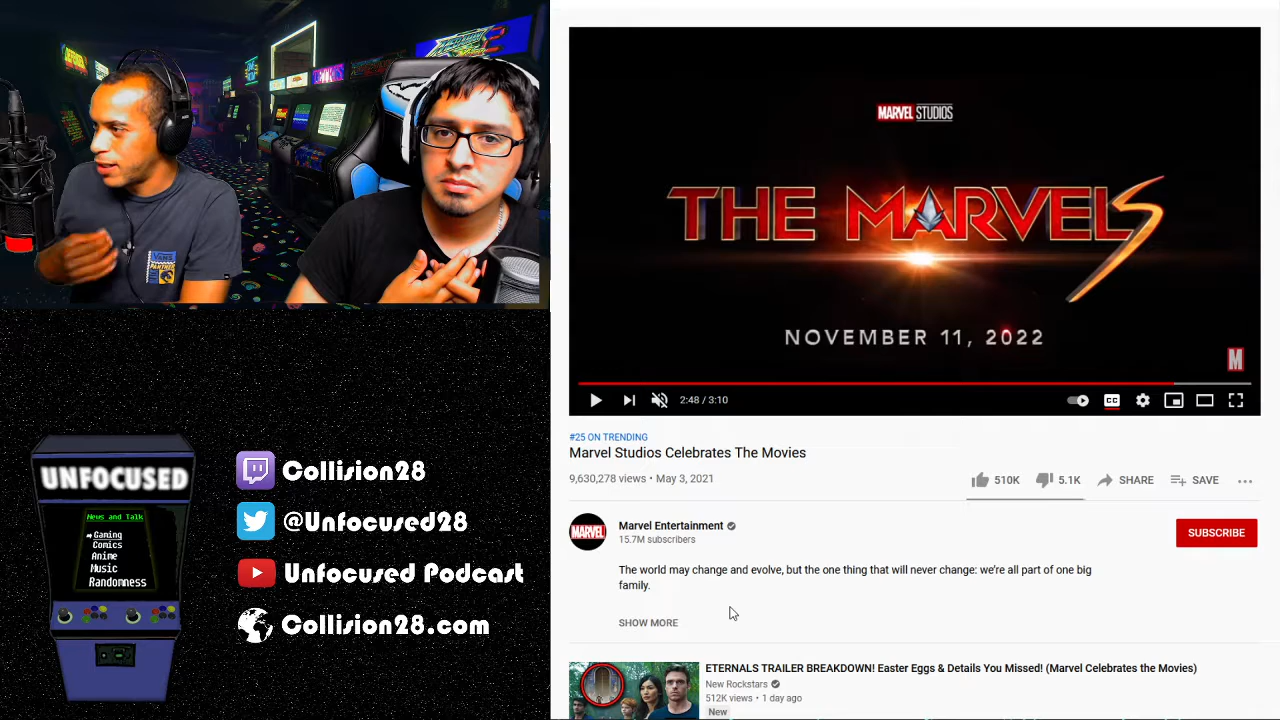 TETRIS
VANS
PANTHER
UNFOCUSED
News and Talk
Gaming
Comics
Anime
Music
Randomness
Collision28
@Unfocused28
Unfocused Podcast
Collision28.com
MARVEL STUDIOS
THE MARVELS
NOVEMBER 11, 2022
M
2:48 / 3:10
CC
#25 ON TRENDING
Marvel Studios Celebrates The Movies
9,630,278 views • May 3, 2021
510K
5.1K
SHARE
SAVE
MARVEL
Marvel Entertainment
15.7M subscribers
SUBSCRIBE
The world may change and evolve, but the one thing that will never change: we're all part of one big
family.
SHOW MORE
ETERNALS TRAILER BREAKDOWN! Easter Eggs & Details You Missed! (Marvel Celebrates the Movies)
New Rockstars
512K views • 1 day ago
New